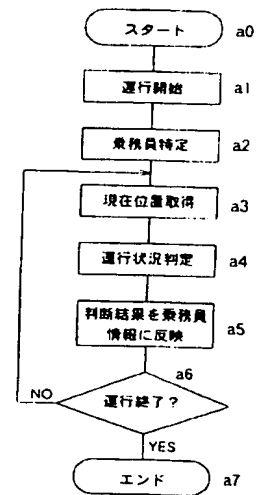 スタート a0
運行開始 a1
乗務員特定 a2
現在位置取得 a3
運行状況判定 a4
判断結果を乗務員
情報に反映 a5
a6
運行終了?
NO
YES
エンド a7